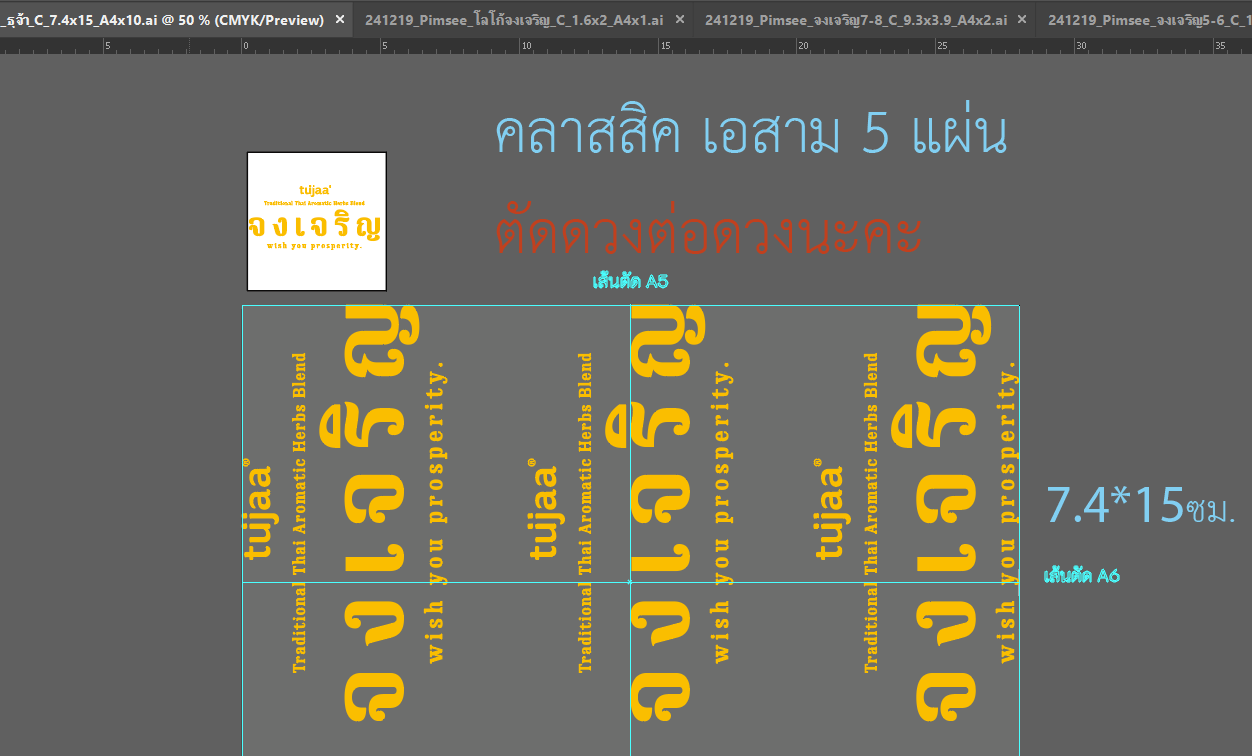 _ธุจ้า_C_7.4x15_A4x10.ai @ 50 % (CMYK/Preview) ×
241219_Pimsee_โลโก้จงเจริญ_C_1.6x2_A4x1.ai ×
241219_Pimsee_จงเจริญ7-8_C_9.3x3.9_A4x2.ai ×
241219_Pimsee_จงเจริญ5-6_C_1
5 0 5 10 15 20 25 30 35
คลาสสิค เอสาม 5 แผ่น
tujaa®
Traditional Thai Aromatic Herbs Blend
จงเจริญ
wish you prosperity.
ตัดดวงต่อดวงนะคะ
เส้นตัด A5
tujaa®
Traditional Thai Aromatic Herbs Blend
จงเจริญ
wish you prosperity.
tujaa®
Traditional Thai Aromatic Herbs Blend
จงเจริญ
wish you prosperity.
tujaa®
Traditional Thai Aromatic Herbs Blend
จงเจริญ
wish you prosperity.
7.4*15ซม.
เส้นตัด A6